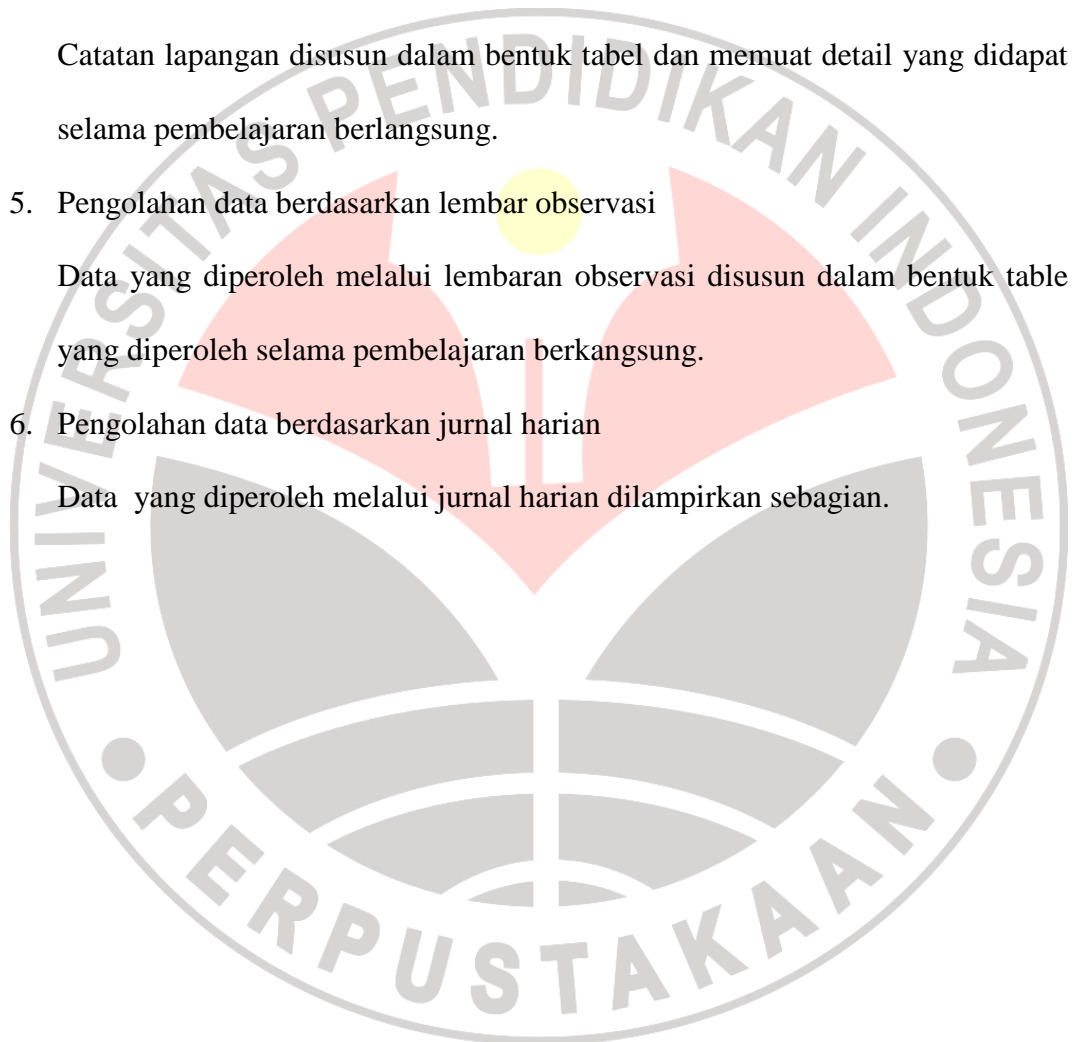 Catatan lapangan disusun dalam bentuk tabel dan memuat detail yang didapat
selama pembelajaran berlangsung.
5. Pengolahan data berdasarkan lembar observasi
Data yang diperoleh melalui lembaran observasi disusun dalam bentuk table
yang diperoleh selama pembelajaran berkangsung.
6. Pengolahan data berdasarkan jurnal harian
Data  yang diperoleh melalui jurnal harian dilampirkan sebagian.
UNIVERSITAS PENDIDIKAN INDONESIA
PERPUSTAKAAN